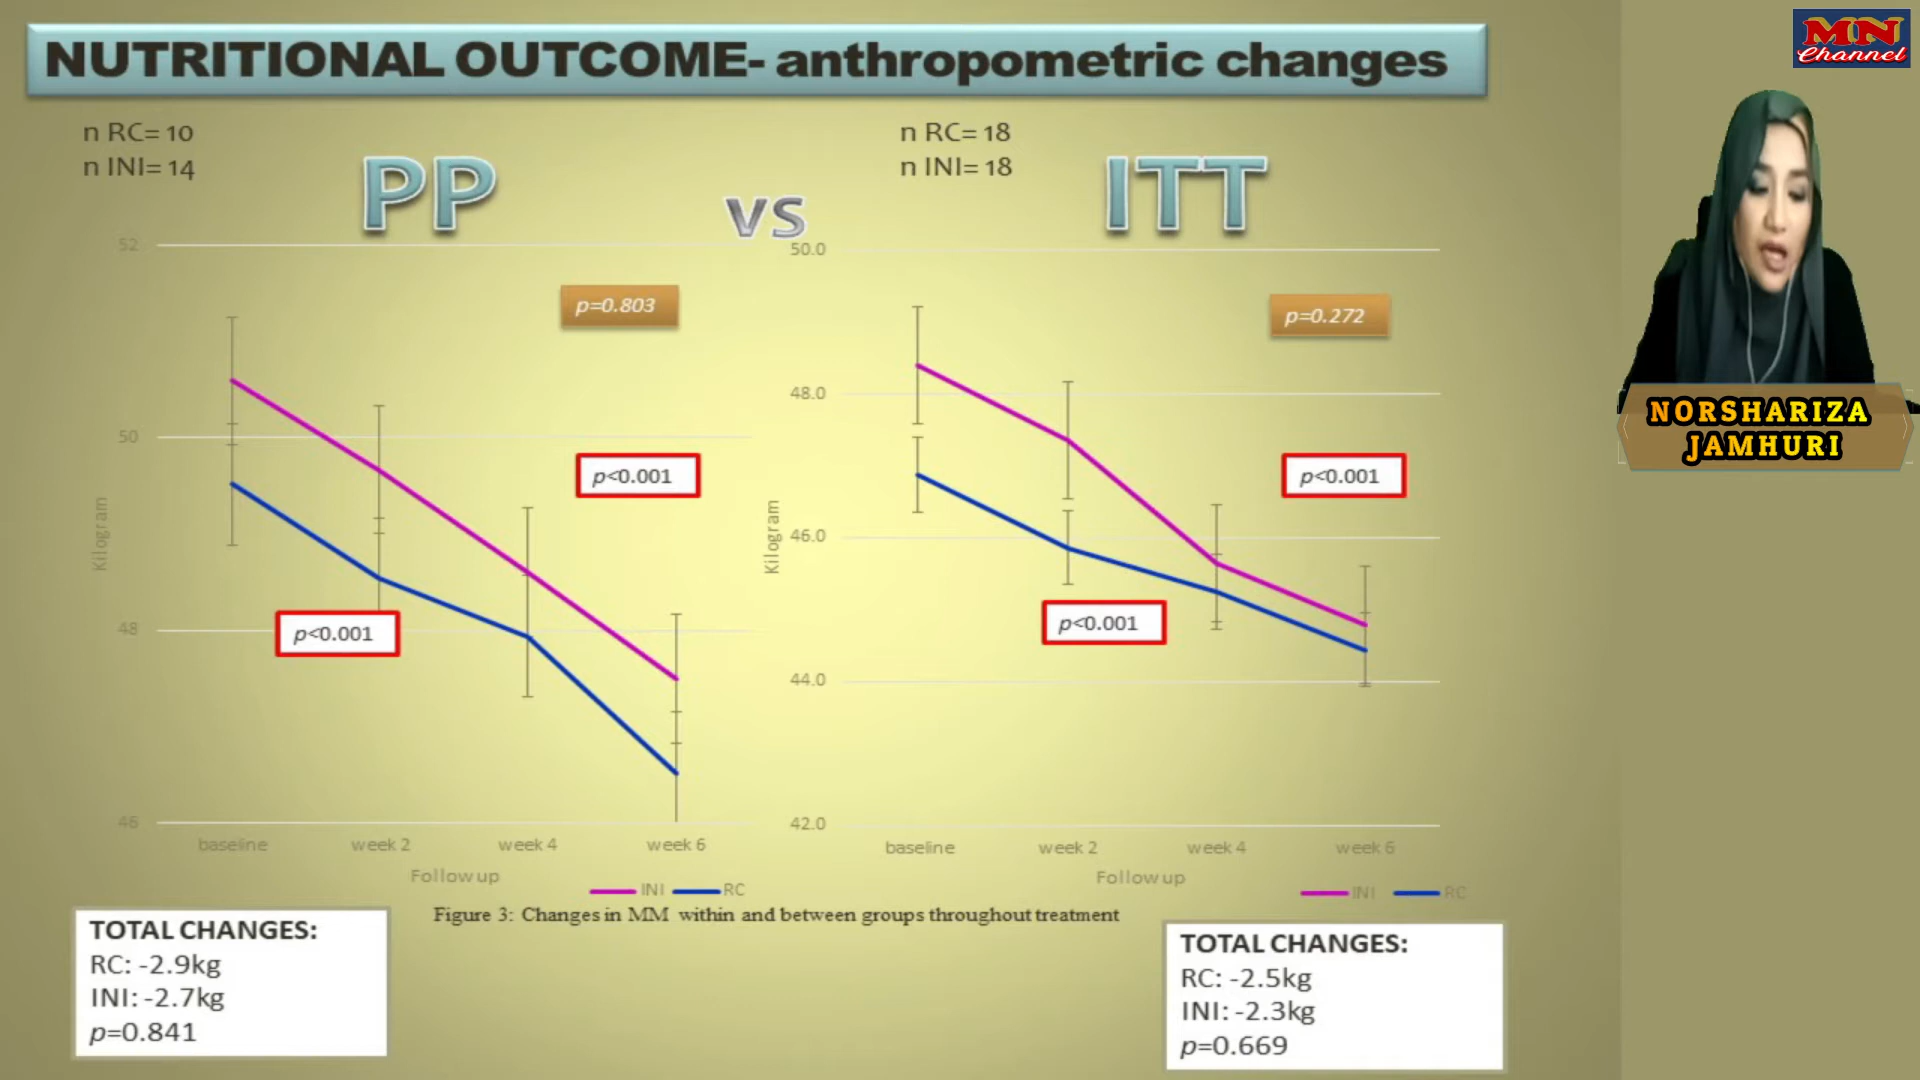 NUTRITIONAL OUTCOME- anthropometric changes
MN
Channel
n RC= 10
n INI= 14
PP
vs
n RC= 18
n INI= 18
ITT
52
50
48
46
Kilogram
p=0.803
p<0.001
p<0.001
baseline
week 2
week 4
week 6
Follow up
INI
RC
50.0
48.0
46.0
44.0
42.0
Kilogram
p=0.272
p<0.001
p<0.001
baseline
week 2
week 4
week 6
Follow up
INI
RC
NORSHARIZA
JAMHURI
Figure 3: Changes in MM within and between groups throughout treatment
TOTAL CHANGES:
RC: -2.9kg
INI: -2.7kg
p=0.841
TOTAL CHANGES:
RC: -2.5kg
INI: -2.3kg
p=0.669